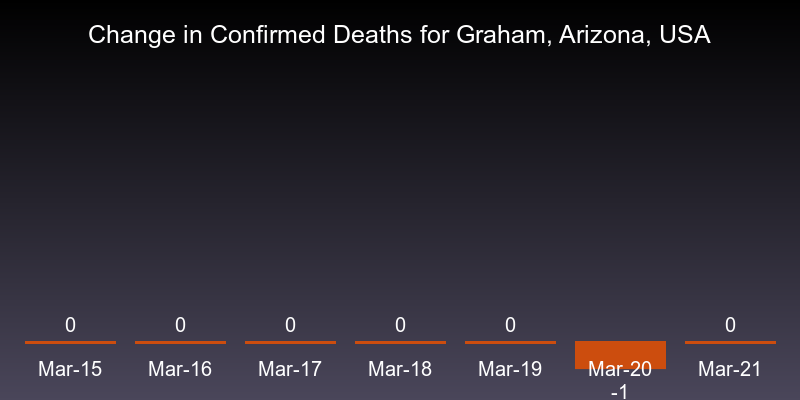 Change in Confirmed Deaths for Graham, Arizona, USA
0 0 0 0 0 0
Mar-15 Mar-16 Mar-17 Mar-18 Mar-19 Mar-20 Mar-21
-1